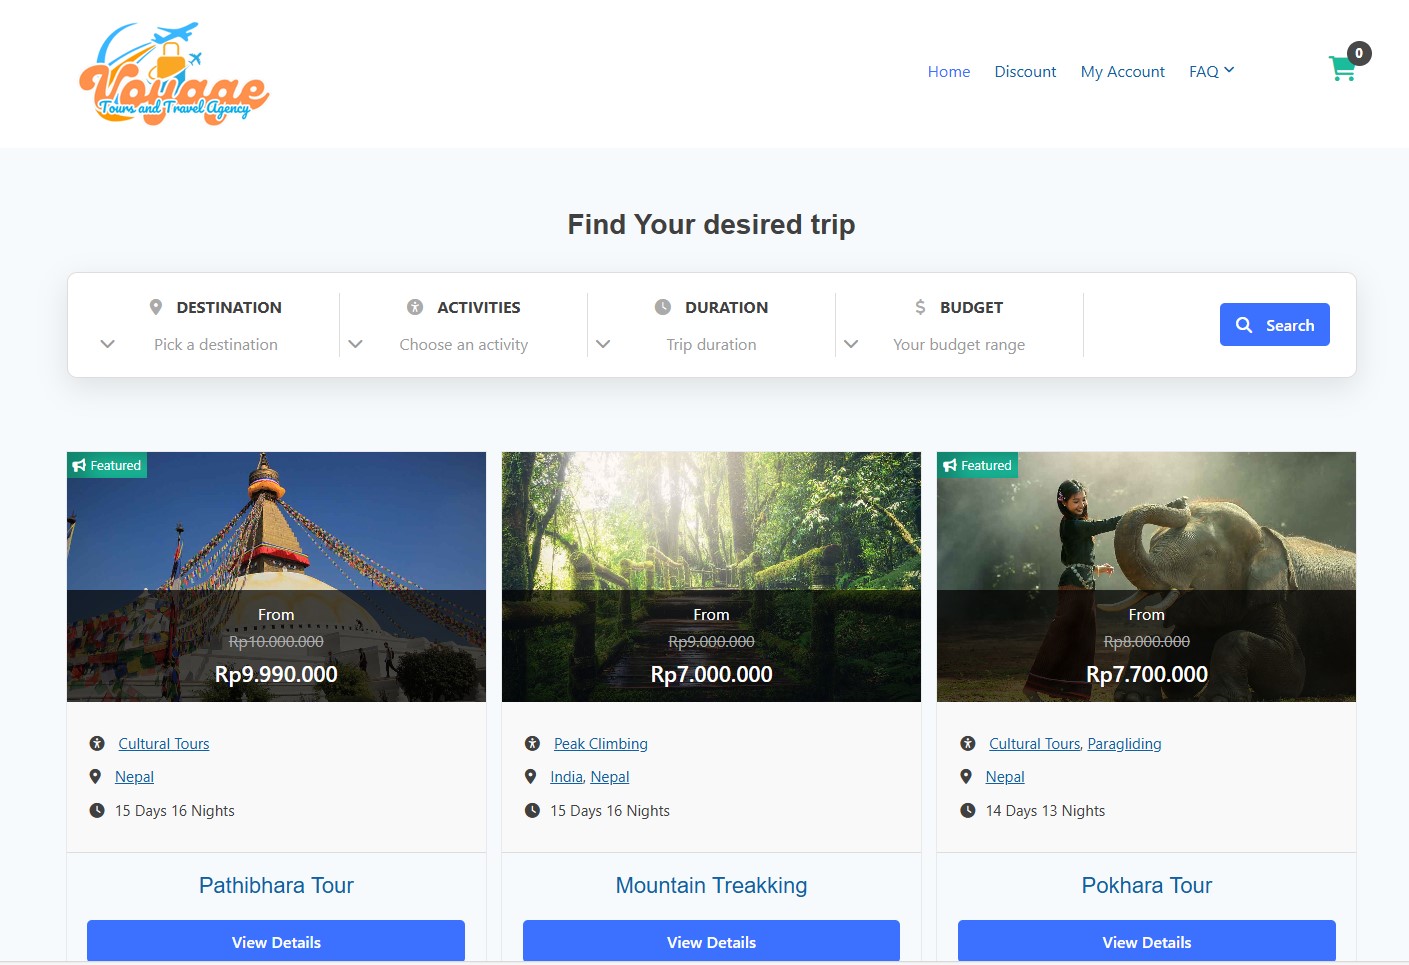 Voyage
Tours and Travel Agency
Home Discount My Account FAQ
0
Find Your desired trip
DESTINATION ACTIVITIES DURATION BUDGET
Pick a destination Choose an activity Trip duration Your budget range
Search
Featured
From
Rp10.000.000
Rp9.990.000
Cultural Tours
Nepal
15 Days 16 Nights
Pathibhara Tour
View Details
From
Rp9.000.000
Rp7.000.000
Peak Climbing
India, Nepal
15 Days 16 Nights
Mountain Treakking
View Details
Featured
From
Rp8.000.000
Rp7.700.000
Cultural Tours, Paragliding
Nepal
14 Days 13 Nights
Pokhara Tour
View Details